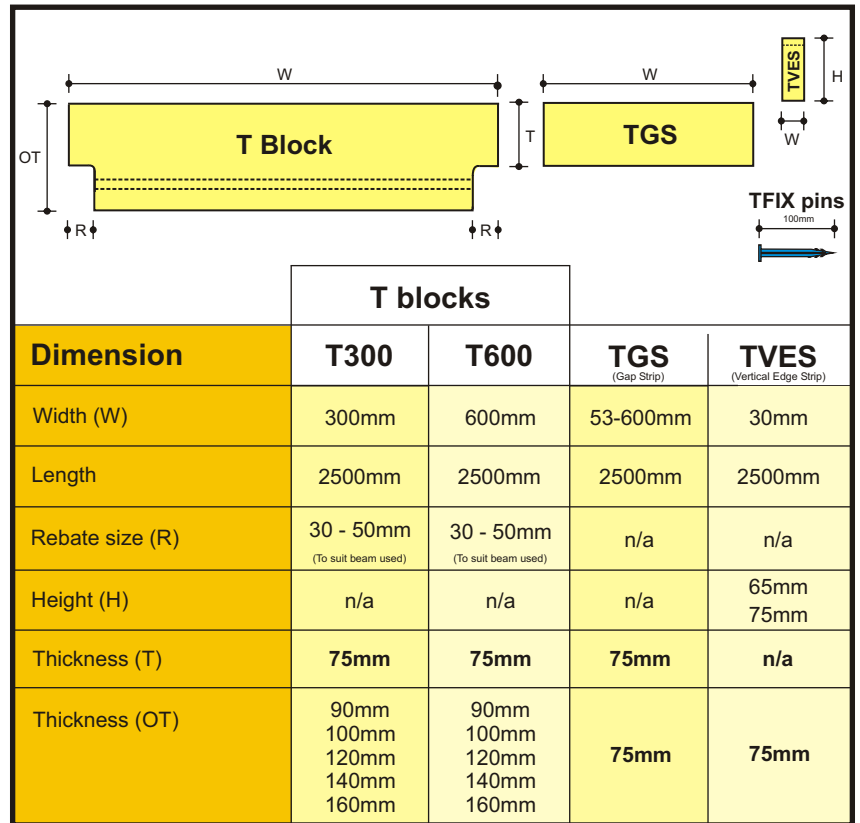 W
OT
T Block
T
R
R
W
TGS
TVES
H
W
TFIX pins
100mm
T blocks
Dimension
T300
T600
TGS
(Gap Strip)
TVES
(Vertical Edge Strip)
Width (W)
300mm
600mm
53-600mm
30mm
Length
2500mm
2500mm
2500mm
2500mm
Rebate size (R)
30 - 50mm
(To suit beam used)
30 - 50mm
(To suit beam used)
n/a
n/a
Height (H)
n/a
n/a
n/a
65mm
75mm
Thickness (T)
75mm
75mm
75mm
n/a
Thickness (OT)
90mm
100mm
120mm
140mm
160mm
90mm
100mm
120mm
140mm
160mm
75mm
75mm